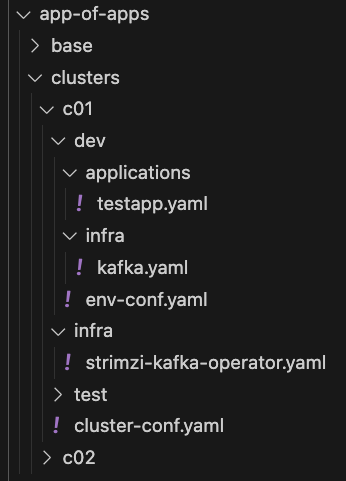 app-of-apps
base
clusters
c01
dev
applications
! testapp.yaml
infra
! kafka.yaml
! env-conf.yaml
infra
! strimzi-kafka-operator.yaml
test
! cluster-conf.yaml
c02